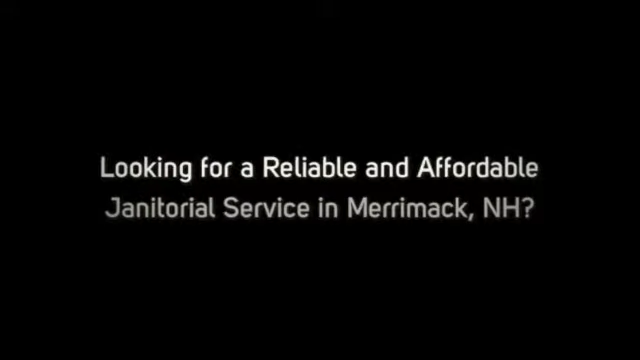 Looking for a Reliable and Affordable
Janitorial Service in Merrimack, NH?